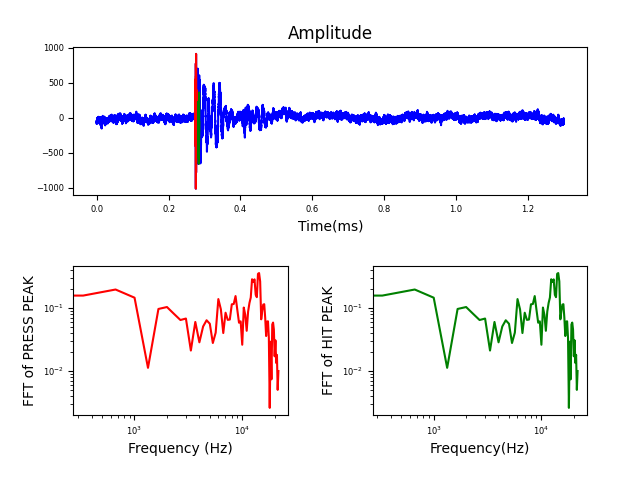 Amplitude
1000
500
0
−500
−1000
0.0 0.2 0.4 0.6 0.8 1.0 1.2
Time(ms)
FFT of PRESS PEAK
10⁻¹
10⁻²
10³ 10⁴
Frequency (Hz)
FFT of HIT PEAK
10⁻¹
10⁻²
10³ 10⁴
Frequency(Hz)